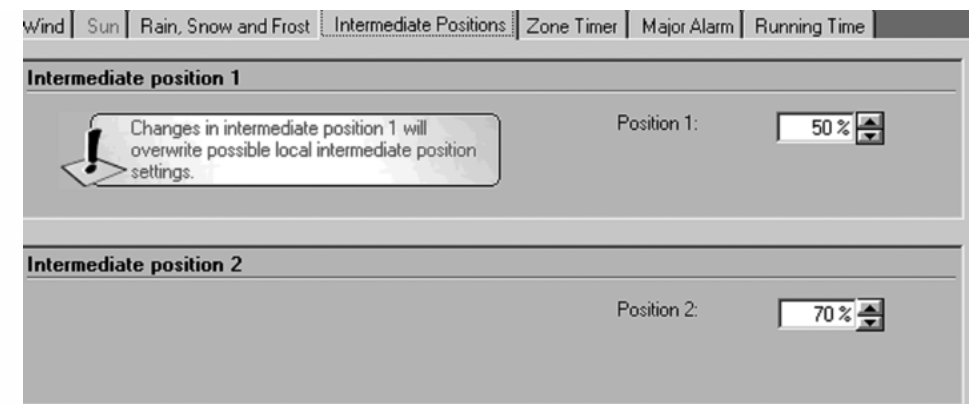 Wind Sun Rain, Snow and Frost Intermediate Positions Zone Timer Major Alarm Running Time
Intermediate position 1
Changes in intermediate position 1 will
overwrite possible local intermediate position
settings.
Position 1: 50 %
Intermediate position 2
Position 2: 70 %